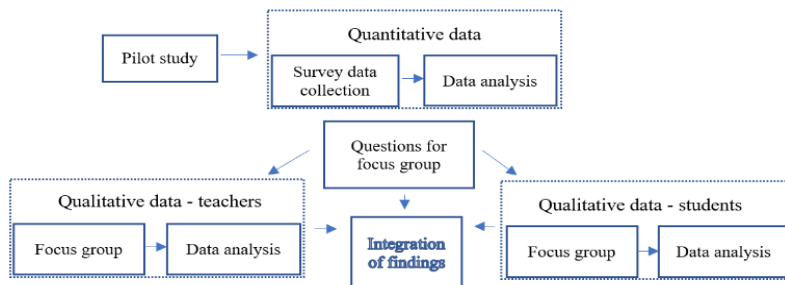 Quantitative data
Pilot study
Survey data
collection
Data analysis
Questions for
focus group
Qualitative data - teachers
Focus group
Data analysis
Integration
of findings
Qualitative data - students
Focus group
Data analysis